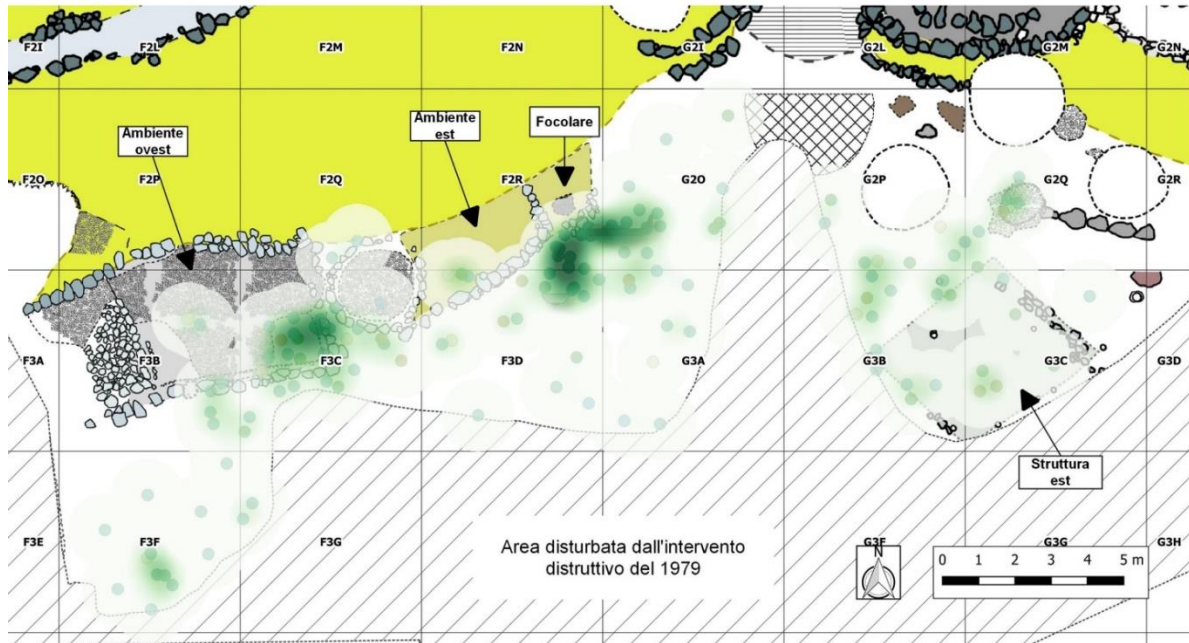 F2I
F2L
F2M
F2N
G2I
G2L
G2M
G2N
Ambiente
ovest
Ambiente
est
Focolare
F2O
F2P
F2Q
F2R
G2O
G2P
G2Q
G2R
F3A
F3B
F3C
F3D
G3A
G3B
G3C
G3D
Struttura
est
F3E
F3F
F3G
Area disturbata dall'intervento
distruttivo del 1979
G3F
G3G
G3H
N
0 1 2 3 4 5 m